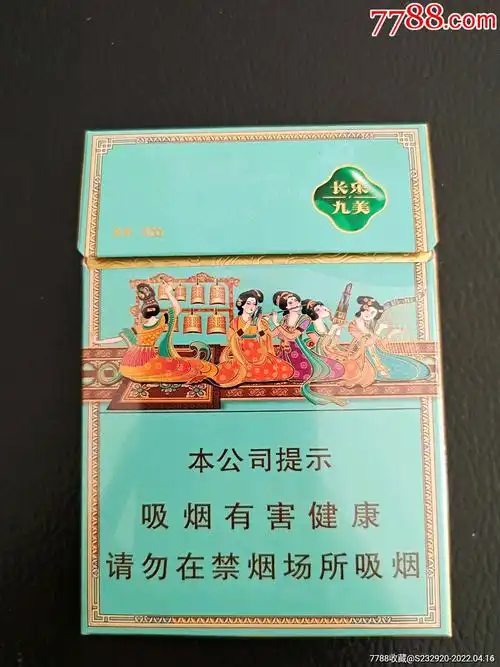 7788.com
长乐
九美
本公司提示
吸烟有害健康
请勿在禁烟场所吸烟
7788收藏@S232920-2022.04.16